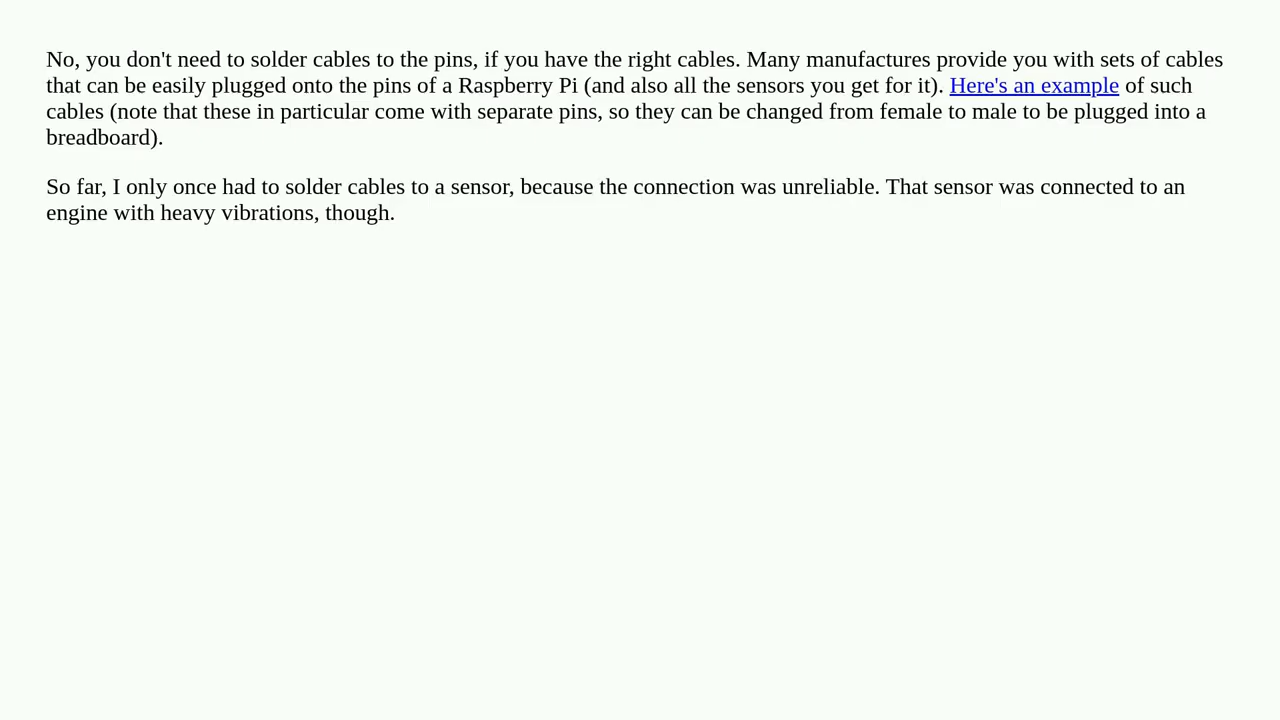 No, you don't need to solder cables to the pins, if you have the right cables. Many manufactures provide you with sets of cables
that can be easily plugged onto the pins of a Raspberry Pi (and also all the sensors you get for it). Here's an example of such
cables (note that these in particular come with separate pins, so they can be changed from female to male to be plugged into a
breadboard).
So far, I only once had to solder cables to a sensor, because the connection was unreliable. That sensor was connected to an
engine with heavy vibrations, though.